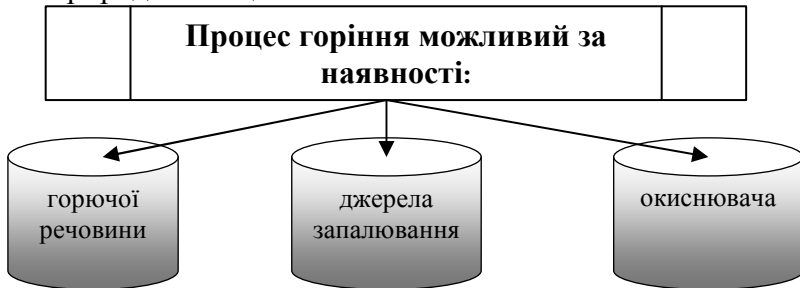 Процес горіння можливий за
наявності:
горючої
речовини
джерела
запалювання
окиснювача